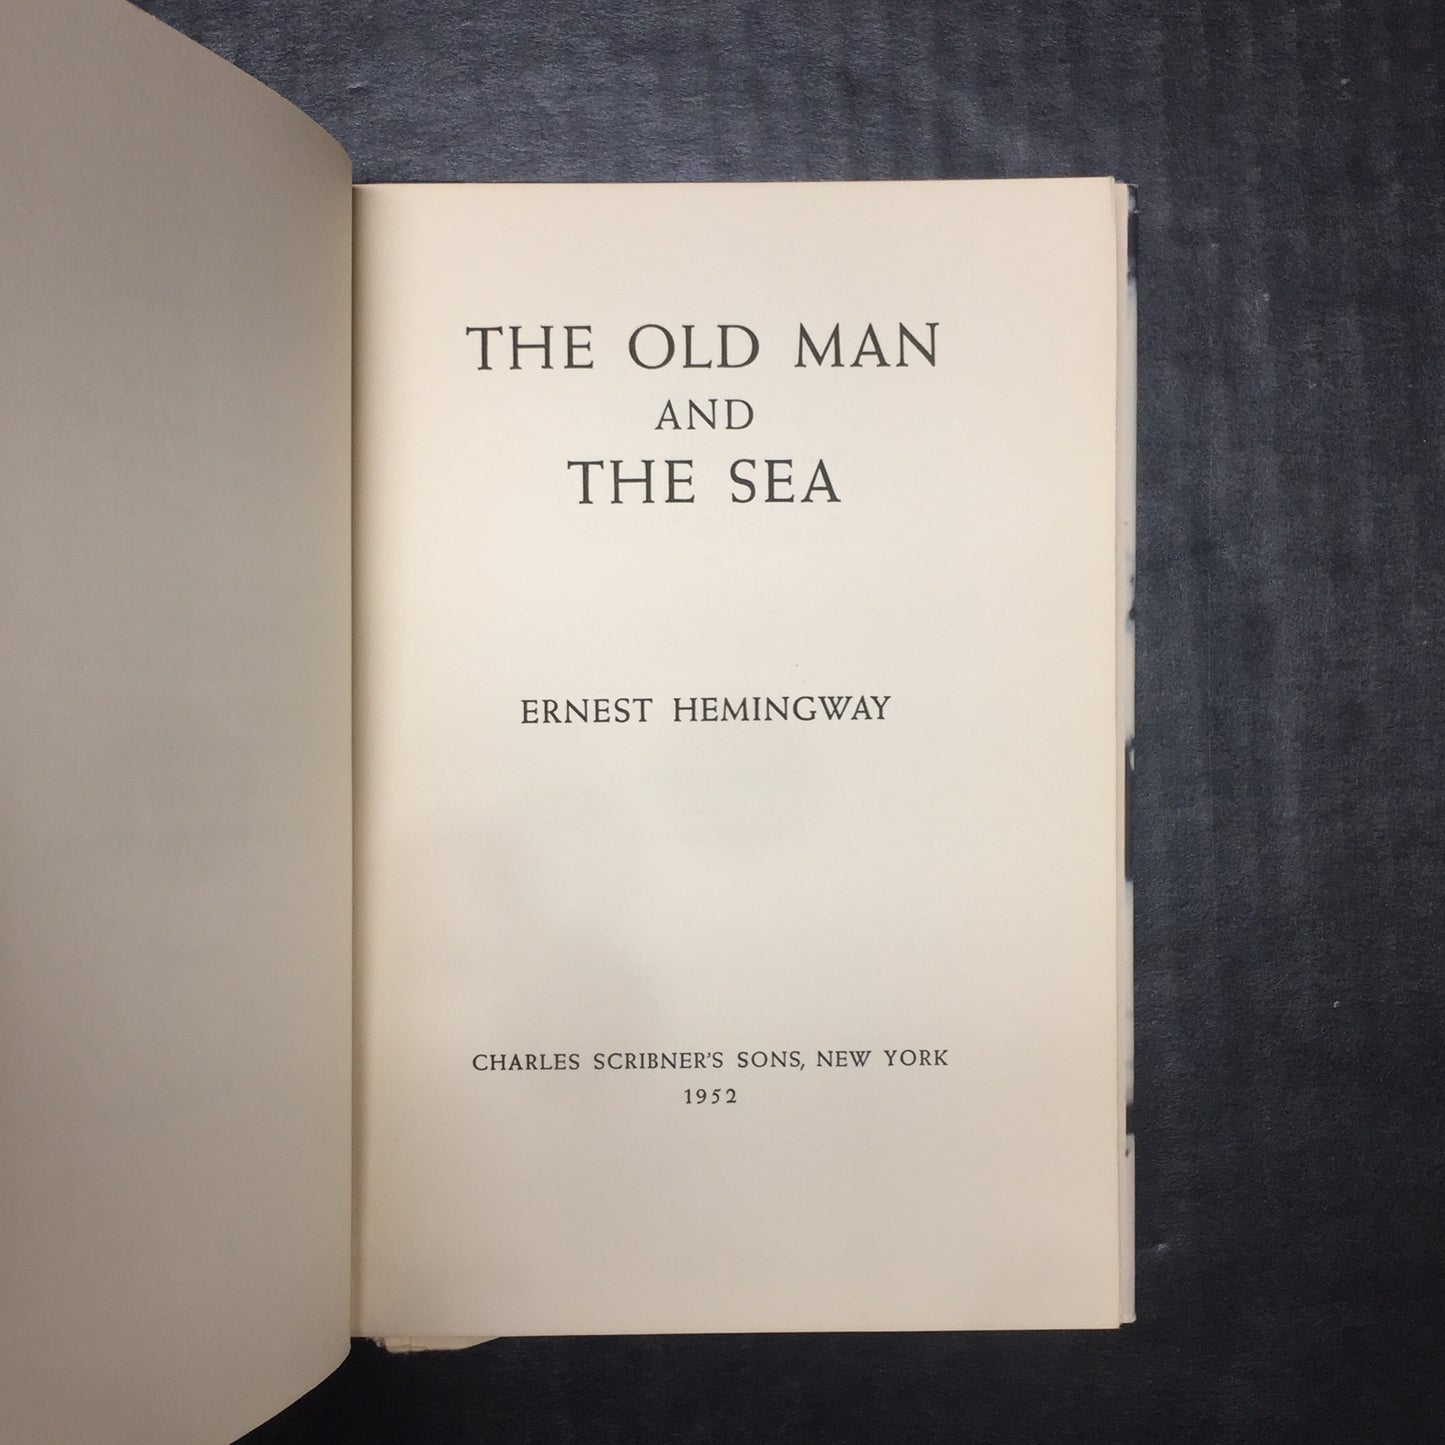 THE OLD MAN
AND
THE SEA
ERNEST HEMINGWAY
CHARLES SCRIBNER'S SONS, NEW YORK
1952